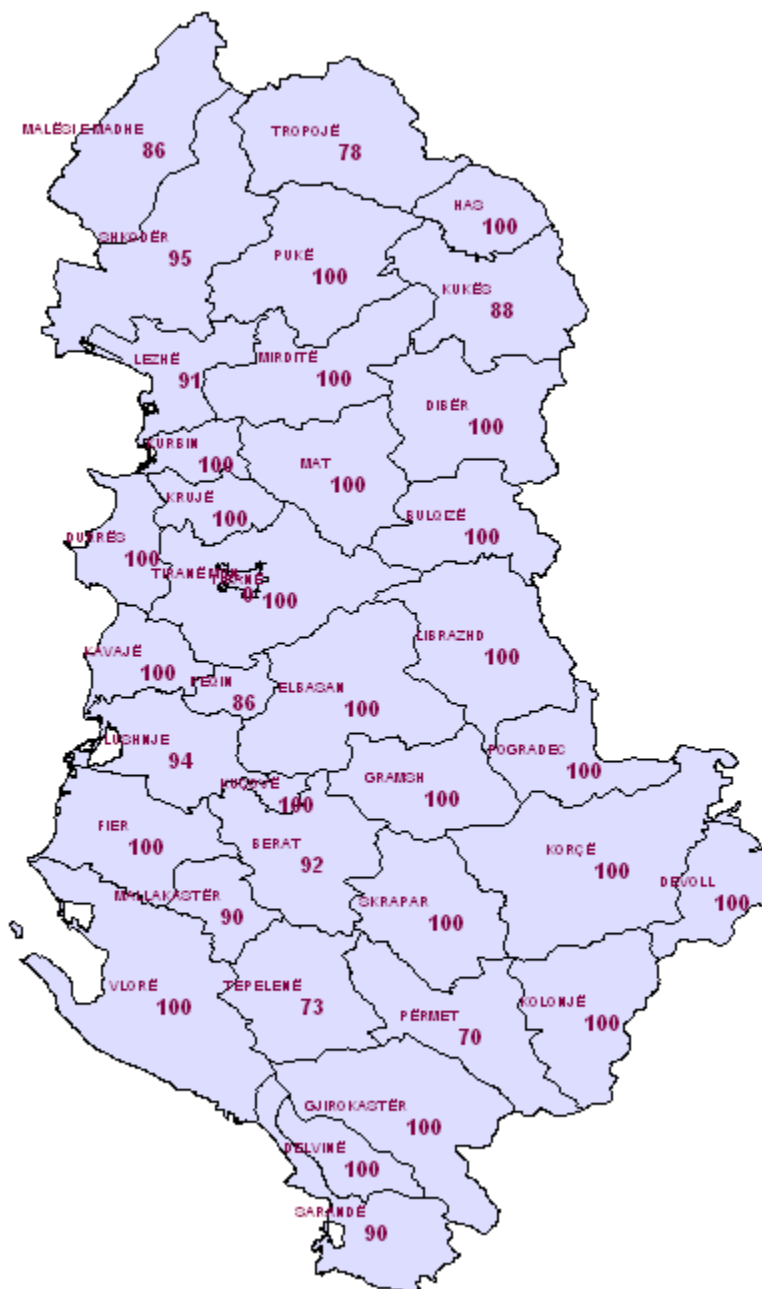 MALËSI E MADHE
86
TROPOJË
78
HAS
100
SHKODËR
95
PUKË
100
KUKËS
88
LEZHË
91
MIRDITË
100
DIBËR
100
KURBIN
100
MAT
100
KRUJË
100
BULQIZË
100
DURRËS
100
TIRANË
0
100
LIBRAZHD
100
KAVAJË
100
PEQIN
86
ELBASAN
100
LUSHNJE
94
POGRADEC
100
KUÇOVË
100
GRAMSH
100
FIER
100
BERAT
92
KORÇË
100
DEVOLL
100
MALLAKASTËR
90
SKRAPAR
100
VLORË
100
TEPELENË
73
PËRMET
70
KOLONJË
100
GJIROKASTËR
100
DELVINË
100
SARANDË
90